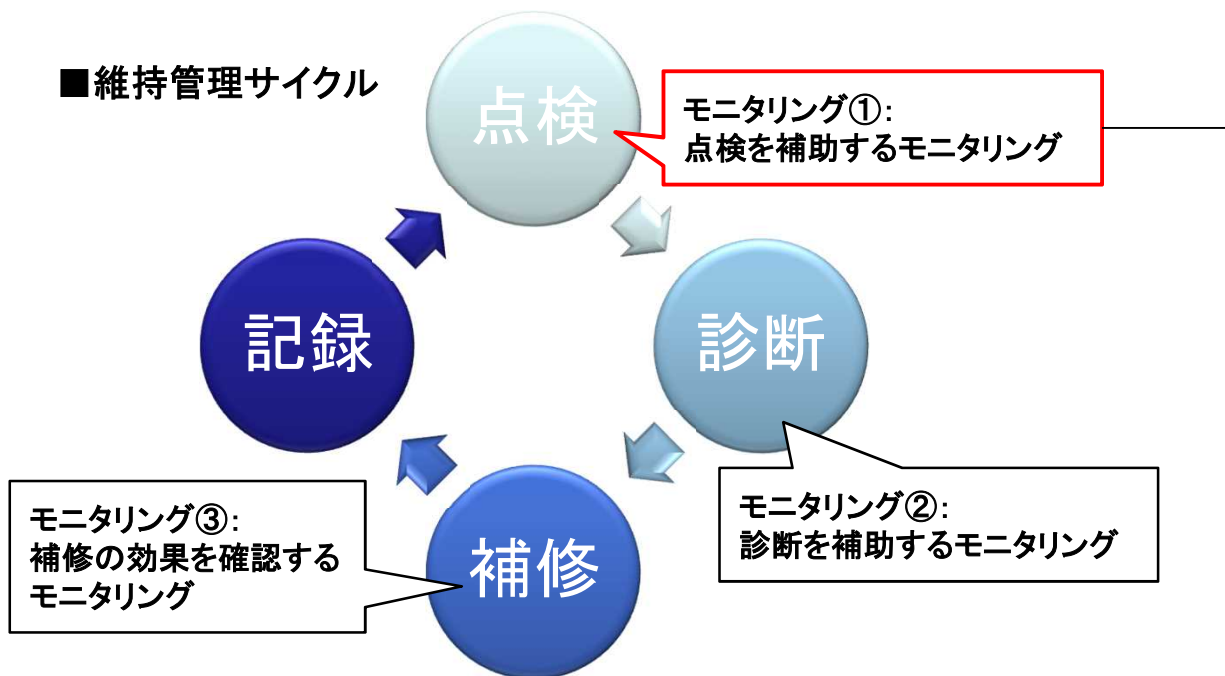 ■維持管理サイクル
点検
モニタリング①:
点検を補助するモニタリング
診断
モニタリング②:
診断を補助するモニタリング
補修
モニタリング③:
補修の効果を確認する
モニタリング
記録